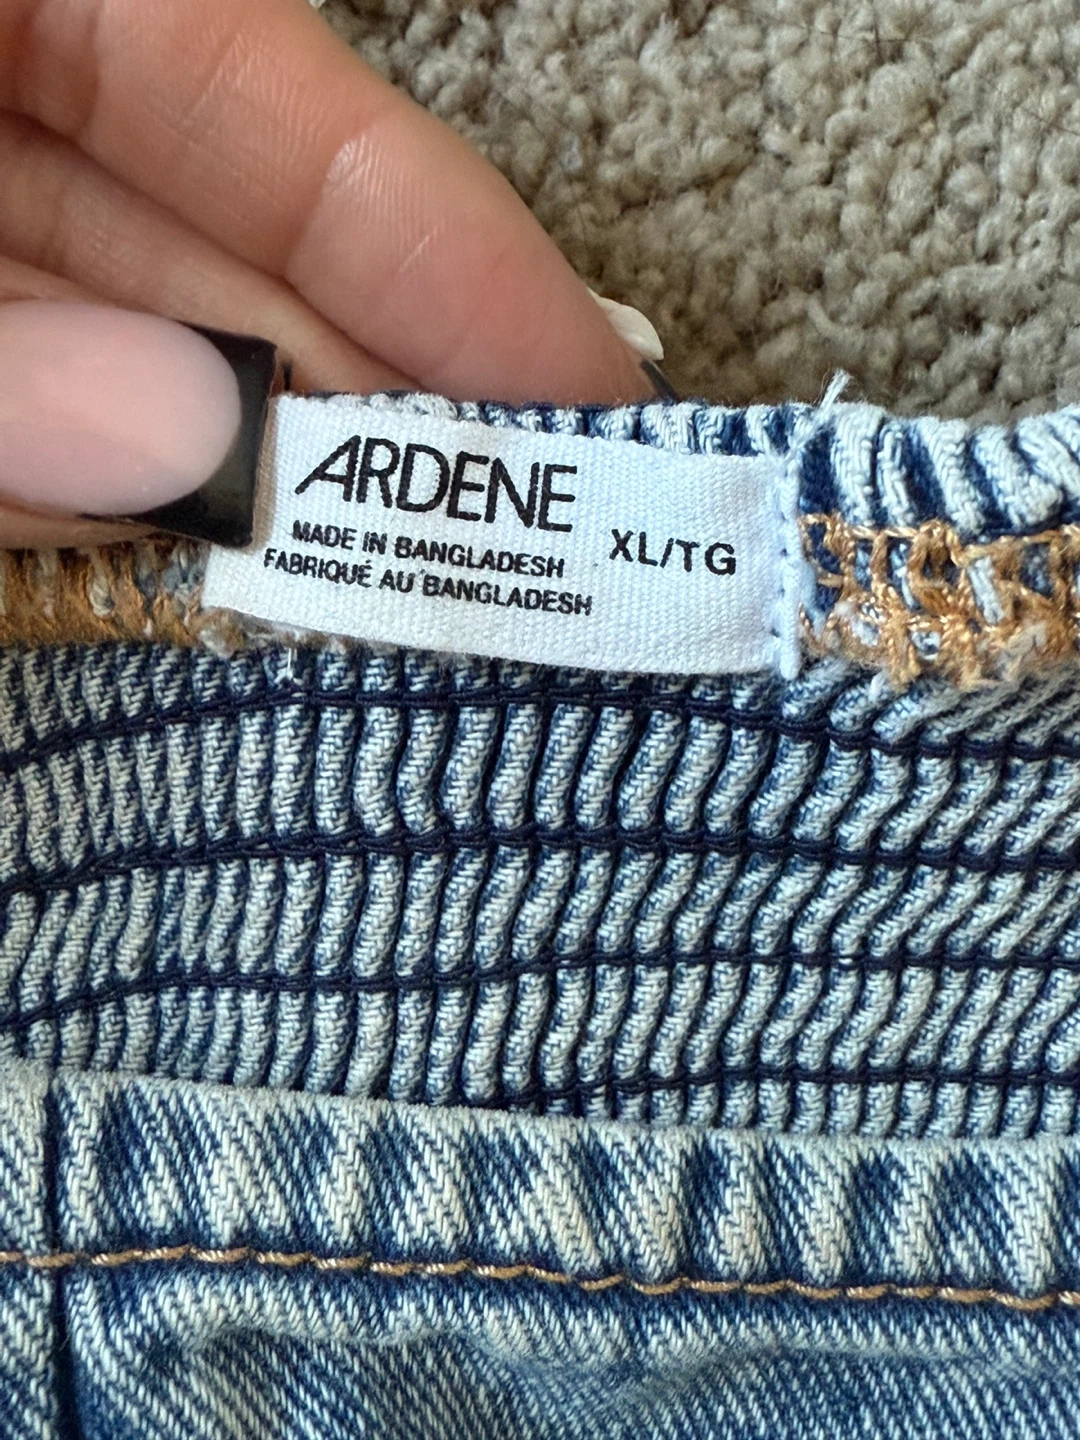 ARDENE
MADE IN BANGLADESH
FABRIQUÉ AU BANGLADESH
XL/TG